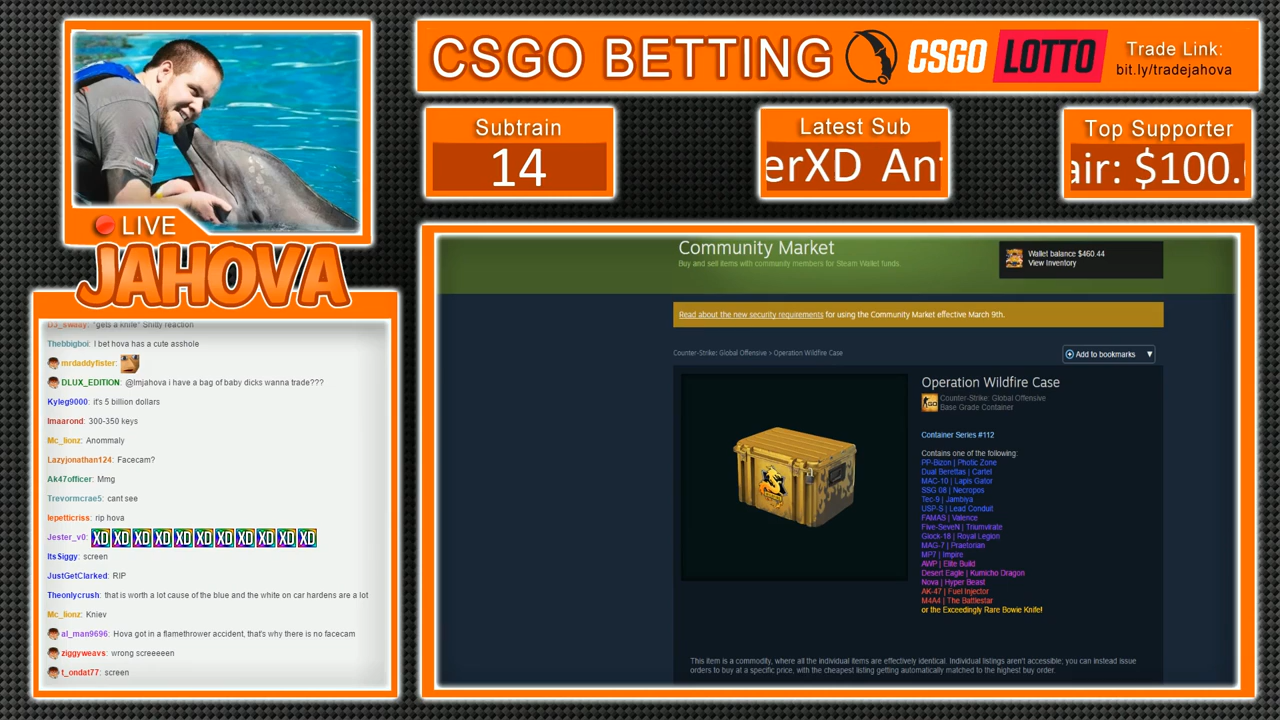 CSGO BETTING
CSGO LOTTO
Trade Link:
bit.ly/tradejahova
Subtrain
14
Latest Sub
erXD An
Top Supporter
air: $100.
LIVE
JAHOVA
D3_swaay: *gets a knife* Shitty reaction
Thebbigboi: I bet hova has a cute asshole
mrdaddyfister:
DLUX_EDITION: @Imjahova i have a bag of baby dicks wanna trade???
Kyleg9000: it's 5 billion dollars
Imaarond: 300-350 keys
Mc_lionz: Anommaly
Lazyjonathan124: Facecam?
Ak47officer: Mmg
Trevormcrae5: cant see
lepetticriss: rip hova
Jester_v0: XD XD XD XD XD XD XD XD XD XD XD
ItsSiggy: screen
JustGetClarked: RIP
Theonlycrush: that is worth a lot cause of the blue and the white on car hardens are a lot
Mc_lionz: Kniev
al_man9696: Hova got in a flamethrower accident, that's why there is no facecam
ziggyweavs: wrong screeeeen
t_ondat77: screen
Community Market
Buy and sell items with community members for Steam Wallet funds.
Wallet balance $460.44
View Inventory
Read about the new security requirements for using the Community Market effective March 9th.
Counter-Strike: Global Offensive > Operation Wildfire Case
Add to bookmarks
Operation Wildfire Case
Counter-Strike: Global Offensive
Base Grade Container
Container Series #112
Contains one of the following:
PP-Bizon | Photic Zone
Dual Berettas | Cartel
MAC-10 | Lapis Gator
SSG 08 | Necropos
Tec-9 | Jambiya
USP-S | Lead Conduit
FAMAS | Valence
Five-SeveN | Triumvirate
Glock-18 | Royal Legion
MAG-7 | Praetorian
MP7 | Impire
AWP | Elite Build
Desert Eagle | Kumicho Dragon
Nova | Hyper Beast
AK-47 | Fuel Injector
M4A4 | The Battlestar
or the Exceedingly Rare Bowie Knife!
This item is a commodity, where all the individual items are effectively identical. Individual listings aren't accessible; you can instead issue
orders to buy at a specific price, with the cheapest listing getting automatically matched to the highest buy order.